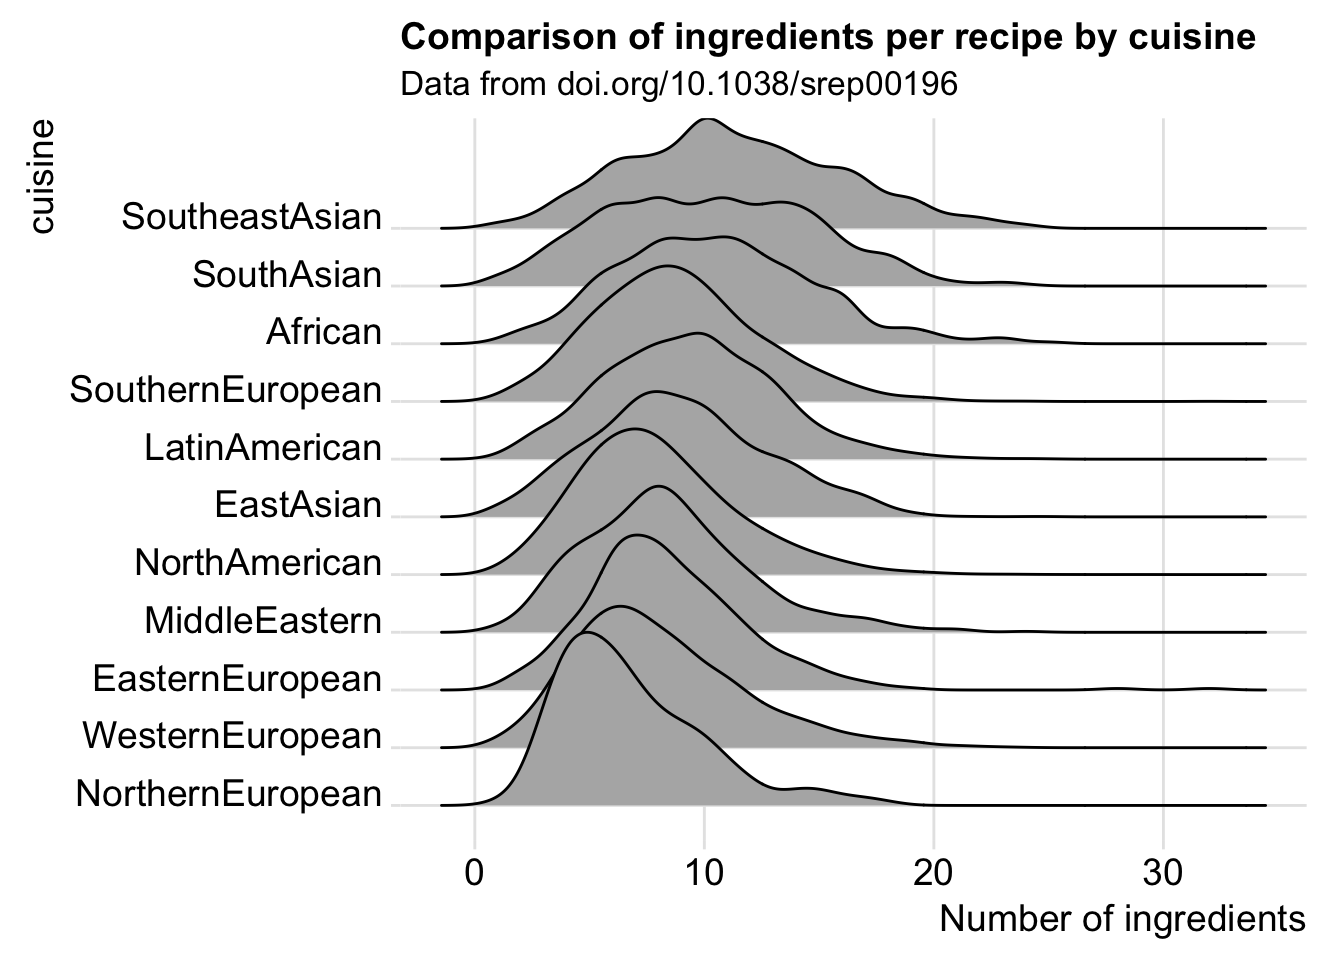 Comparison of ingredients per recipe by cuisine
Data from doi.org/10.1038/srep00196
cuisine
SoutheastAsian
SouthAsian
African
SouthernEuropean
LatinAmerican
EastAsian
NorthAmerican
MiddleEastern
EasternEuropean
WesternEuropean
NorthernEuropean
0 10 20 30
Number of ingredients